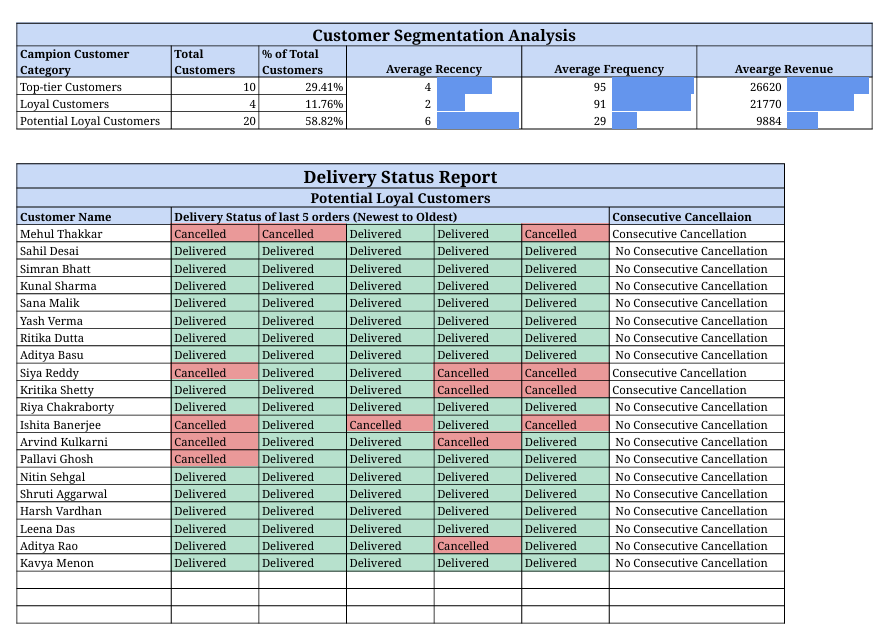 Customer Segmentation Analysis
Campion Customer Category Total Customers % of Total Customers Average Recency Average Frequency Avearge Revenue
Top-tier Customers 10 29.41% 4 95 26620
Loyal Customers 4 11.76% 2 91 21770
Potential Loyal Customers 20 58.82% 6 29 9884
Delivery Status Report
Potential Loyal Customers
Customer Name Delivery Status of last 5 orders (Newest to Oldest) Consecutive Cancellaion
Mehul Thakkar Cancelled Cancelled Delivered Delivered Cancelled Consecutive Cancellation
Sahil Desai Delivered Delivered Delivered Delivered Delivered No Consecutive Cancellation
Simran Bhatt Delivered Delivered Delivered Delivered Delivered No Consecutive Cancellation
Kunal Sharma Delivered Delivered Delivered Delivered Delivered No Consecutive Cancellation
Sana Malik Delivered Delivered Delivered Delivered Delivered No Consecutive Cancellation
Yash Verma Delivered Delivered Delivered Delivered Delivered No Consecutive Cancellation
Ritika Dutta Delivered Delivered Delivered Delivered Delivered No Consecutive Cancellation
Aditya Basu Delivered Delivered Delivered Delivered Delivered No Consecutive Cancellation
Siya Reddy Cancelled Delivered Delivered Cancelled Cancelled Consecutive Cancellation
Kritika Shetty Delivered Delivered Delivered Cancelled Cancelled Consecutive Cancellation
Riya Chakraborty Delivered Delivered Delivered Delivered Delivered No Consecutive Cancellation
Ishita Banerjee Cancelled Delivered Cancelled Delivered Cancelled No Consecutive Cancellation
Arvind Kulkarni Cancelled Delivered Delivered Cancelled Delivered No Consecutive Cancellation
Pallavi Ghosh Cancelled Delivered Delivered Delivered Delivered No Consecutive Cancellation
Nitin Sehgal Delivered Delivered Delivered Delivered Delivered No Consecutive Cancellation
Shruti Aggarwal Delivered Delivered Delivered Delivered Delivered No Consecutive Cancellation
Harsh Vardhan Delivered Delivered Delivered Delivered Delivered No Consecutive Cancellation
Leena Das Delivered Delivered Delivered Delivered Delivered No Consecutive Cancellation
Aditya Rao Delivered Delivered Delivered Cancelled Delivered No Consecutive Cancellation
Kavya Menon Delivered Delivered Delivered Delivered Delivered No Consecutive Cancellation